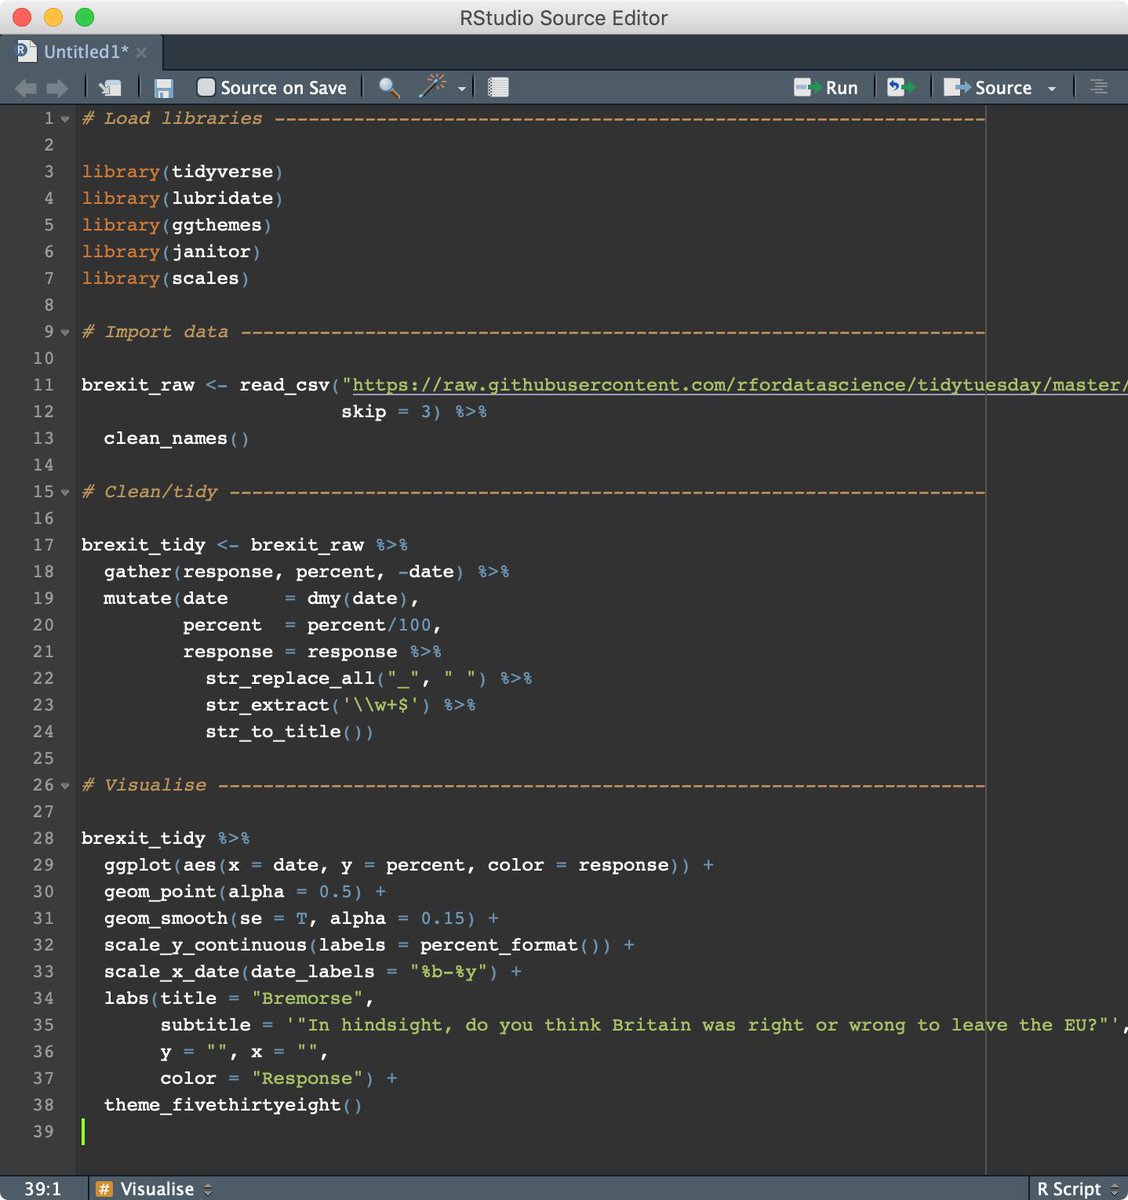 RStudio Source Editor
Untitled1*
Source on Save
Run
Source
1 # Load libraries ---------------------------------------------------------------
2
3 library(tidyverse)
4 library(lubridate)
5 library(ggthemes)
6 library(janitor)
7 library(scales)
8
9 # Import data ------------------------------------------------------------------
10
11 brexit_raw <- read_csv("https://raw.githubusercontent.com/rfordatascience/tidytuesday/master/
12                        skip = 3) %>%
13   clean_names()
14
15 # Clean/tidy -------------------------------------------------------------------
16
17 brexit_tidy <- brexit_raw %>%
18   gather(response, percent, -date) %>%
19   mutate(date     = dmy(date),
20          percent  = percent/100,
21          response = response %>%
22            str_replace_all("_", " ") %>%
23            str_extract('\\w+$') %>%
24            str_to_title())
25
26 # Visualise --------------------------------------------------------------------
27
28 brexit_tidy %>%
29   ggplot(aes(x = date, y = percent, color = response)) +
30   geom_point(alpha = 0.5) +
31   geom_smooth(se = T, alpha = 0.15) +
32   scale_y_continuous(labels = percent_format()) +
33   scale_x_date(date_labels = "%b-%y") +
34   labs(title = "Bremorse",
35        subtitle = '"In hindsight, do you think Britain was right or wrong to leave the EU?"',
36        y = "", x = "",
37        color = "Response") +
38   theme_fivethirtyeight()
39
39:1 # Visualise R Script